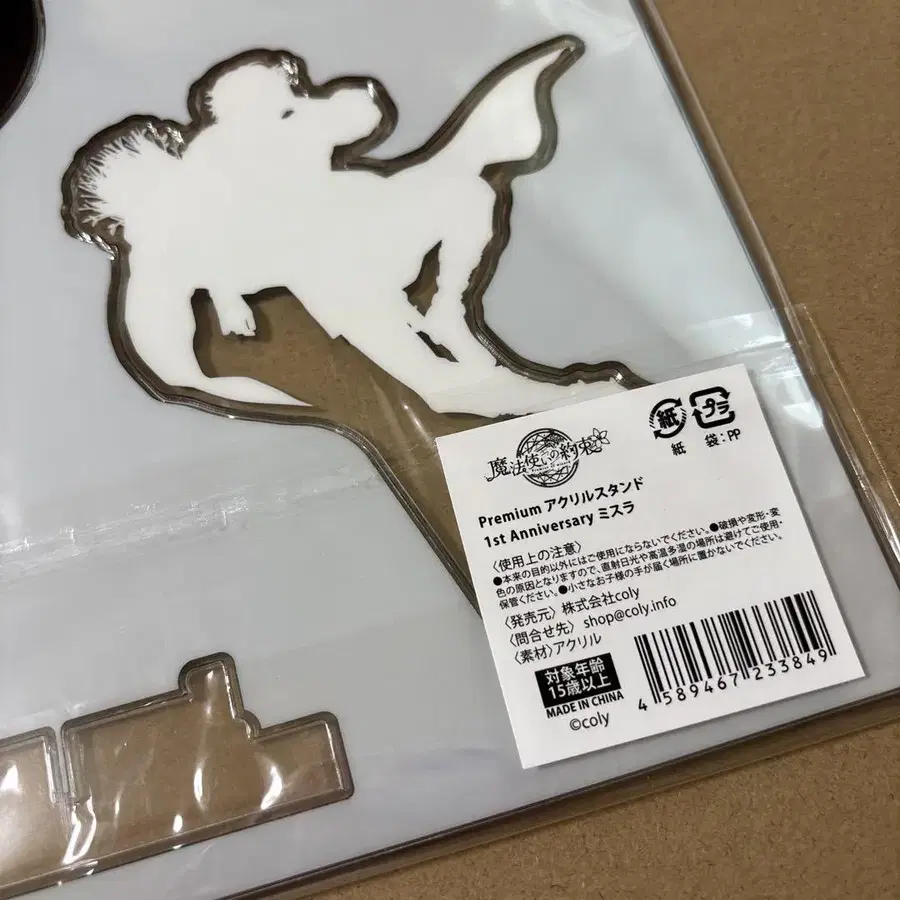 紙
プラ
紙 袋:PP
魔法使いの約束
Premium アクリルスタンド
1st Anniversary ミスラ
〈使用上の注意〉
●本来の目的以外にはご使用にならないでください。●破損や変形・変
色の原因となりますので、直射日光や高温多湿の場所は避けてご使用・
保管ください。●小さなお子様の手が届く場所に置かないでください。
〈発売元〉株式会社coly
〈問合せ先〉shop@coly.info
〈素材〉アクリル
対象年齢
15歳以上
MADE IN CHINA
©coly
4 589467 233849